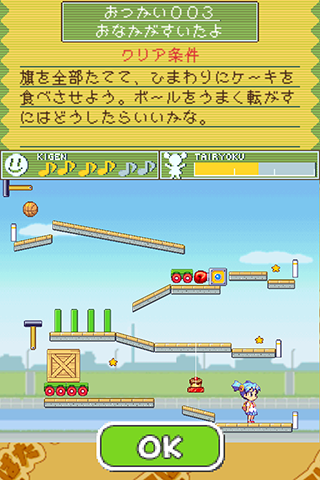 おつかい003
おなかがすいたよ
クリア条件
旗を全部たてて、ひまわりにケーキを
食べさせよう。ボールをうまく転がす
にはどうしたらいいかな。
KIGEN
TAIRYOKU
OK